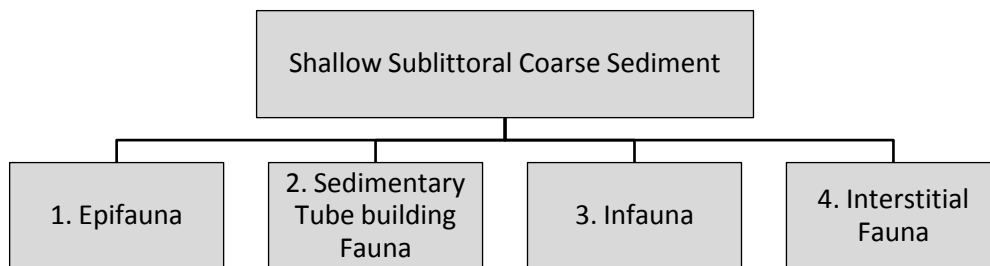 Shallow Sublittoral Coarse Sediment
1. Epifauna
2. Sedimentary
Tube building
Fauna
3. Infauna
4. Interstitial
Fauna